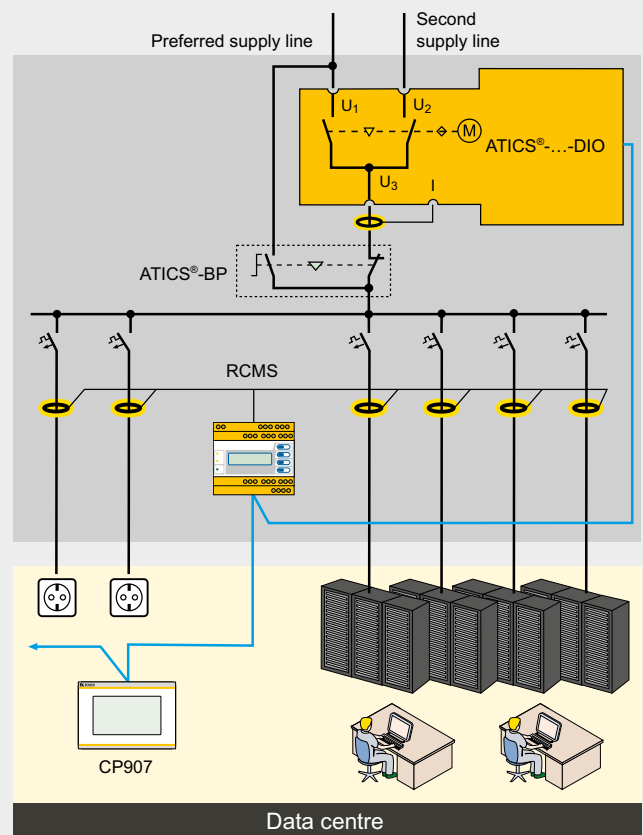 Preferred supply line
Second
supply line
U₁
U₂
M
ATICS®-...-DIO
U₃
I
ATICS®-BP
RCMS
CP907
Data centre